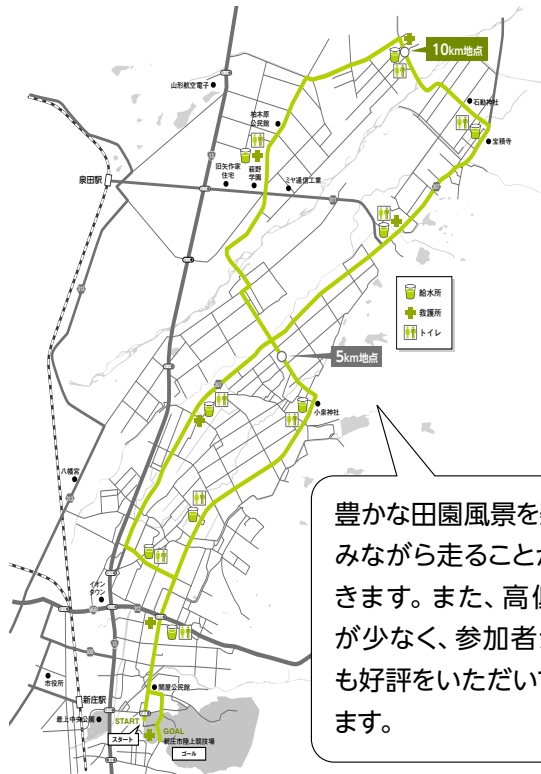 10km地点
山形航空電子
石動神社
柏木原
公民館
宝積寺
旧矢作家
住宅
萩野
学園
ミヤ通信工業
泉田駅
給水所
救護所
トイレ
5km地点
小泉神社
八幡宮
豊かな田園風景を
みながら走ること
きます。また、高低
が少なく、参加者
も好評をいただいて
ます。
イオン
タウン
市役所
新庄駅
関屋公民館
最上中央公園
START
スタート
GOAL
新庄市陸上競技場
ゴール